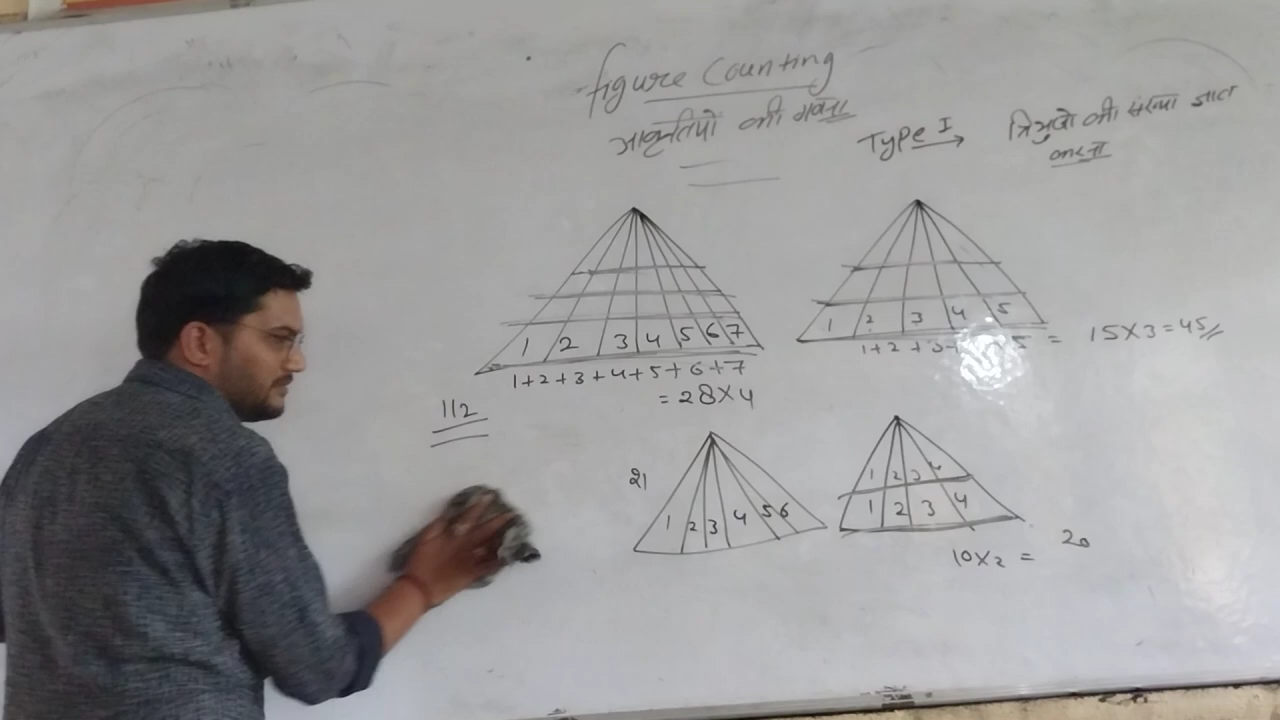 figure Counting
आकृतियों की गणना
Type I → त्रिभुजों की संख्या ज्ञात
करना
1 2 3 4 5 6 7
1+2+3+4+5+6+7
= 28×4
112
1 2 3 4 5
1+2+3 5 = 15×3=45
21
1 2 3 4 5 6
1 2 3 4
1 2 3 4
10×2 = 20